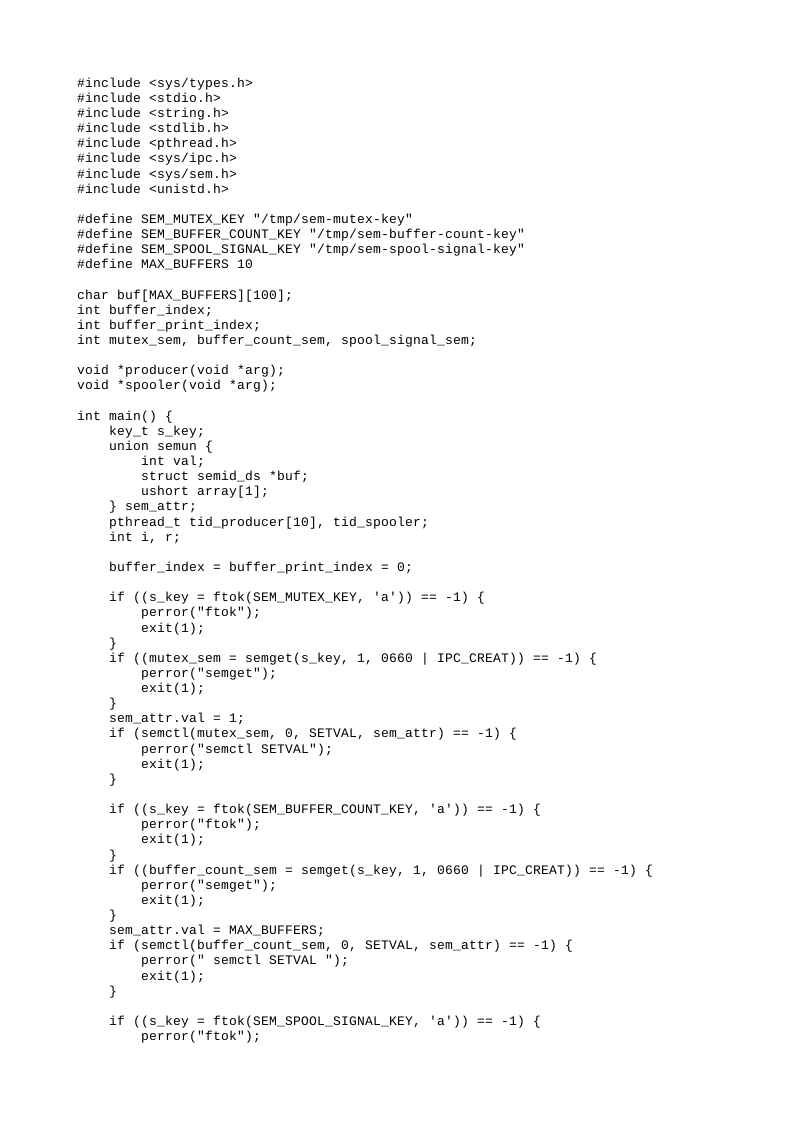 #include <sys/types.h>
#include <stdio.h>
#include <string.h>
#include <stdlib.h>
#include <pthread.h>
#include <sys/ipc.h>
#include <sys/sem.h>
#include <unistd.h>

#define SEM_MUTEX_KEY "/tmp/sem-mutex-key"
#define SEM_BUFFER_COUNT_KEY "/tmp/sem-buffer-count-key"
#define SEM_SPOOL_SIGNAL_KEY "/tmp/sem-spool-signal-key"
#define MAX_BUFFERS 10

char buf[MAX_BUFFERS][100];
int buffer_index;
int buffer_print_index;
int mutex_sem, buffer_count_sem, spool_signal_sem;

void *producer(void *arg);
void *spooler(void *arg);

int main() {
    key_t s_key;
    union semun {
        int val;
        struct semid_ds *buf;
        ushort array[1];
    } sem_attr;
    pthread_t tid_producer[10], tid_spooler;
    int i, r;

    buffer_index = buffer_print_index = 0;

    if ((s_key = ftok(SEM_MUTEX_KEY, 'a')) == -1) {
        perror("ftok");
        exit(1);
    }
    if ((mutex_sem = semget(s_key, 1, 0660 | IPC_CREAT)) == -1) {
        perror("semget");
        exit(1);
    }
    sem_attr.val = 1;
    if (semctl(mutex_sem, 0, SETVAL, sem_attr) == -1) {
        perror("semctl SETVAL");
        exit(1);
    }

    if ((s_key = ftok(SEM_BUFFER_COUNT_KEY, 'a')) == -1) {
        perror("ftok");
        exit(1);
    }
    if ((buffer_count_sem = semget(s_key, 1, 0660 | IPC_CREAT)) == -1) {
        perror("semget");
        exit(1);
    }
    sem_attr.val = MAX_BUFFERS;
    if (semctl(buffer_count_sem, 0, SETVAL, sem_attr) == -1) {
        perror(" semctl SETVAL ");
        exit(1);
    }

    if ((s_key = ftok(SEM_SPOOL_SIGNAL_KEY, 'a')) == -1) {
        perror("ftok");